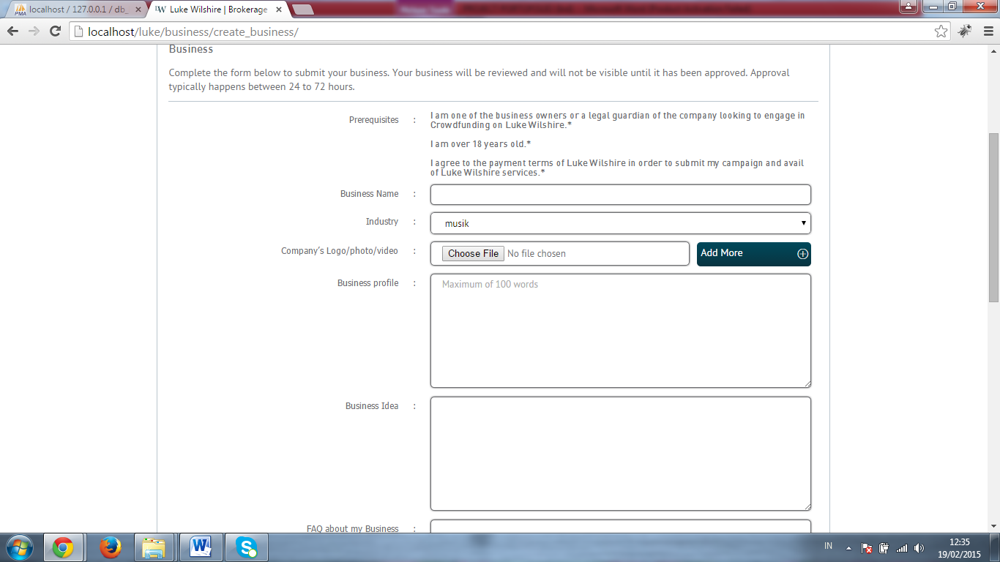 localhost / 127.0.0.1 / db_
Luke Wilshire | Brokerage
localhost/luke/business/create_business/
Business
Complete the form below to submit your business. Your business will be reviewed and will not be visible until it has been approved. Approval
typically happens between 24 to 72 hours.
Prerequisites :
I am one of the business owners or a legal guardian of the company looking to engage in
Crowdfunding on Luke Wilshire.*
I am over 18 years old.*
I agree to the payment terms of Luke Wilshire in order to submit my campaign and avail
of Luke Wilshire services.*
Business Name :
Industry : musik
Company's Logo/photo/video : Choose File No file chosen Add More
Business profile : Maximum of 100 words
Business Idea :
FAQ about my Business :
IN 12:35
19/02/2015